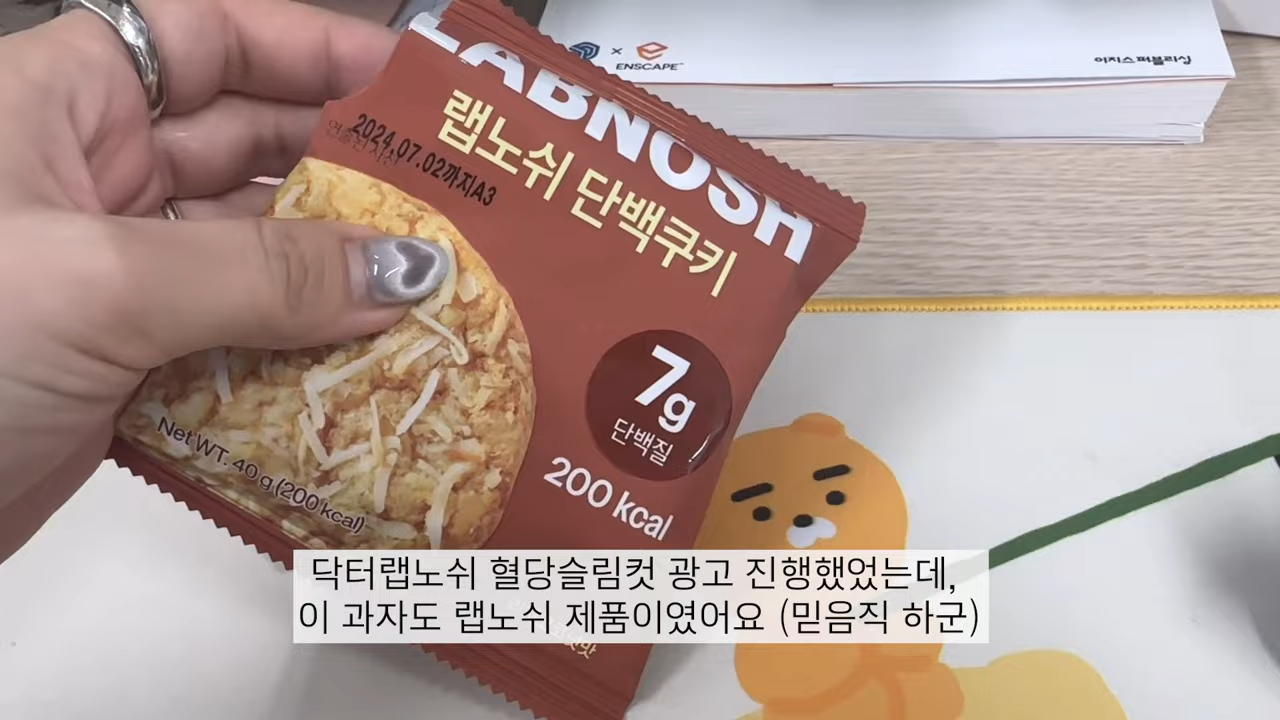 × ENSCAPE™
이지스퍼블리싱
LABNOSH
랩노쉬 단백쿠키
2024.07.02까지A3
7g
단백질
200 kcal
Net WT. 40 g (200 kcal)
닥터랩노쉬 혈당슬림컷 광고 진행했었는데,
이 과자도 랩노쉬 제품이였어요 (믿음직 하군)